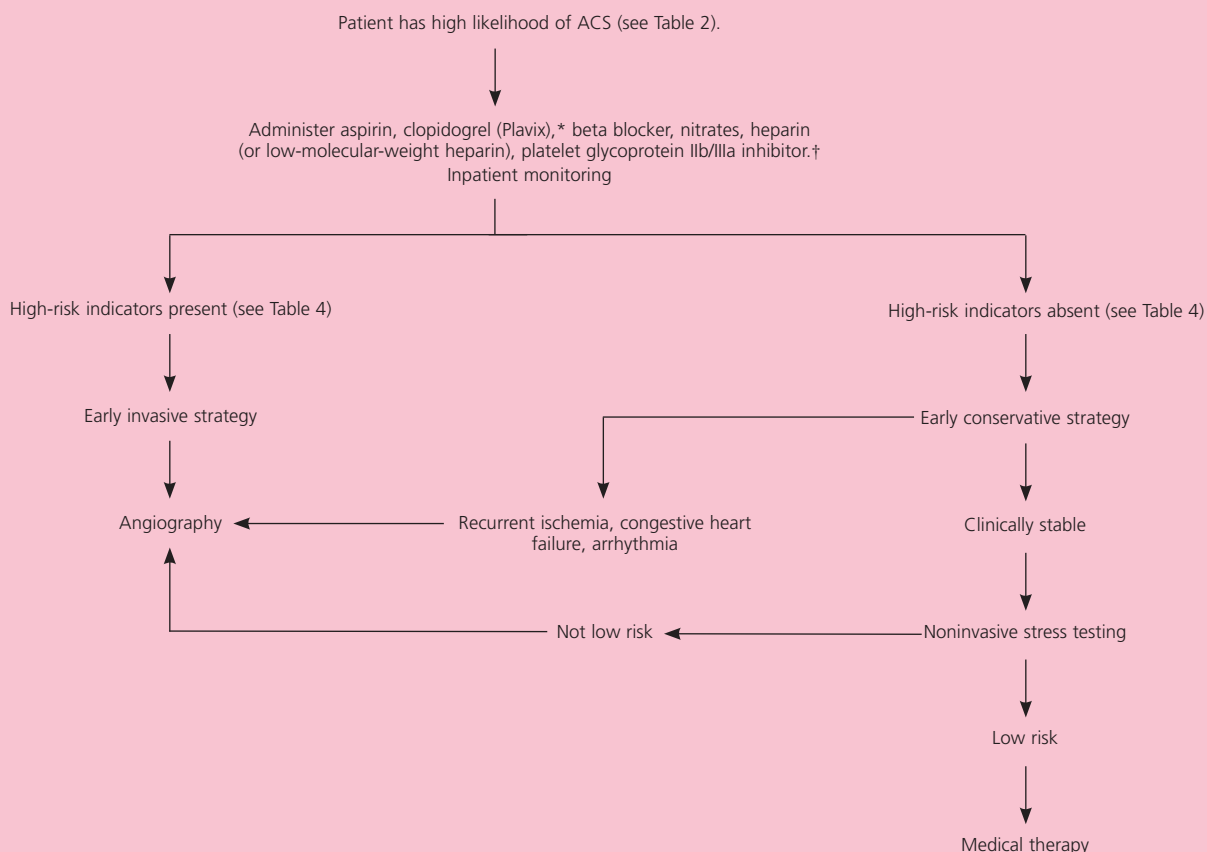 Patient has high likelihood of ACS (see Table 2).
Administer aspirin, clopidogrel (Plavix),* beta blocker, nitrates, heparin
(or low-molecular-weight heparin), platelet glycoprotein IIb/IIIa inhibitor.†
Inpatient monitoring
High-risk indicators present (see Table 4)
High-risk indicators absent (see Table 4)
Early invasive strategy
Early conservative strategy
Angiography
Recurrent ischemia, congestive heart
failure, arrhythmia
Clinically stable
Not low risk
Noninvasive stress testing
Low risk
Medical therapy